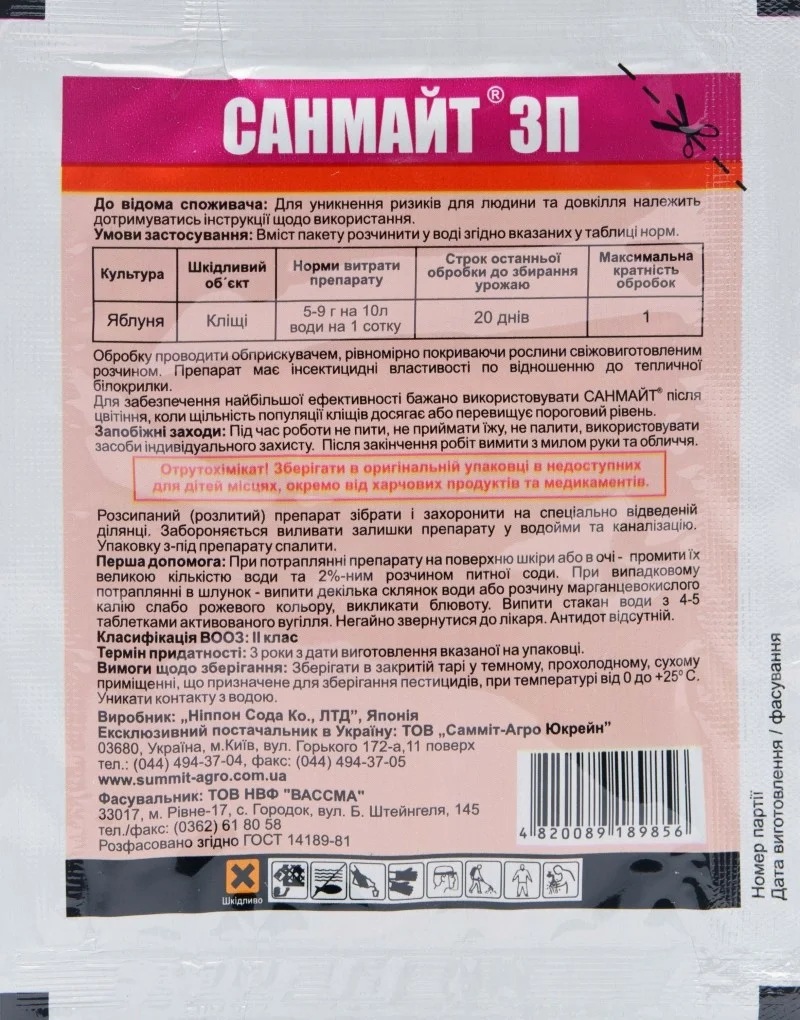 САНМАЙТ® ЗП
До відома споживача: Для уникнення ризиків для людини та довкілля належить
дотримуватись інструкції щодо використання.
Умови застосування: Вміст пакету розчинити у воді згідно вказаних у таблиці норм.
Культура
Шкідливий
об´єкт
Норми витрати
препарату
Строк останньої
обробки до збирання
урожаю
Максимальна
кратність
обробок
Яблуня
Кліщі
5-9 г на 10л
води на 1 сотку
20 днів
1
Обробку проводити обприскувачем, рівномірно покриваючи рослини свіжовиготовленим
розчином. Препарат має інсектицидні властивості по відношенню до тепличної
білокрилки.
Для забезпечення найбільшої ефективності бажано використовувати САНМАЙТ® після
цвітіння, коли щільність популяції кліщів досягає або перевищує пороговий рівень.
Запобіжні заходи: Під час роботи не пити, не приймати їжу, не палити, використовувати
засоби індивідуального захисту. Після закінчення робіт вимити з милом руки та обличчя.
Отрутохімікат! Зберігати в оригінальній упаковці в недоступних
для дітей місцях, окремо від харчових продуктів та медикаментів.
Розсипаний (розлитий) препарат зібрати і захоронити на спеціально відведеній
ділянці. Забороняється виливати залишки препарату у водойми та каналізацію.
Упаковку з-під препарату спалити.
Перша допомога: При потраплянні препарату на поверхню шкіри або в очі - промити їх
великою кількістю води та 2%-ним розчином питної соди. При випадковому
потраплянні в шлунок - випити декілька склянок води або розчину марганцевокислого
калію слабо рожевого кольору, викликати блювоту. Випити стакан води з 4-5
таблетками активованого вугілля. Негайно звернутися до лікаря. Антидот відсутній.
Класифікація ВООЗ: II клас
Термін придатності: 3 роки з дати виготовлення вказаної на упаковці.
Вимоги щодо зберігання: Зберігати в закритій тарі у темному, прохолодному, сухому
приміщенні, що призначене для зберігання пестицидів, при температурі від 0 до +25° С.
Уникати контакту з водою.
Виробник: „Ніппон Сода Ко., ЛТД”, Японія
Ексклюзивний постачальник в Україну: ТОВ „Самміт-Агро Юкрейн”
03680, Україна, м.Київ, вул. Горького 172-а,11 поверх
тел.: (044) 494-37-04, факс: (044) 494-37-05
www.summit-agro.com.ua
Фасувальник: ТОВ НВФ "ВАССМА"
33017, м. Рівне-17, с. Городок, вул. Б. Штейнгеля, 145
тел./факс: (0362) 61 80 58
Розфасовано згідно ГОСТ 14189-81
4 820089 189856
Шкідливо
Номер партії
Дата виготовлення / фасування